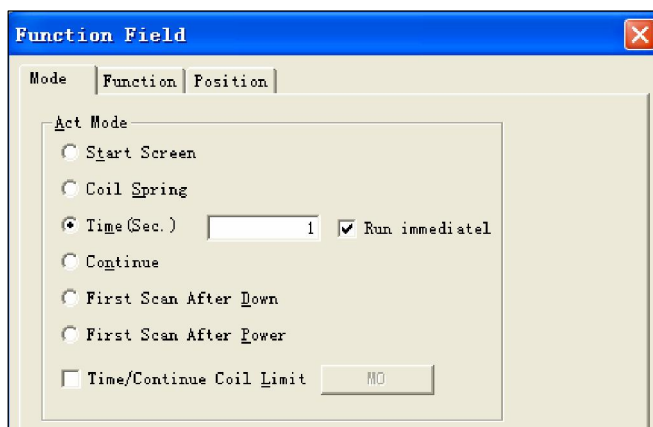 Function Field
Mode Function Position
Act Mode
Start Screen
Coil Spring
Time(Sec.) 1 Run immediatel
Continue
First Scan After Down
First Scan After Power
Time/Continue Coil Limit M0